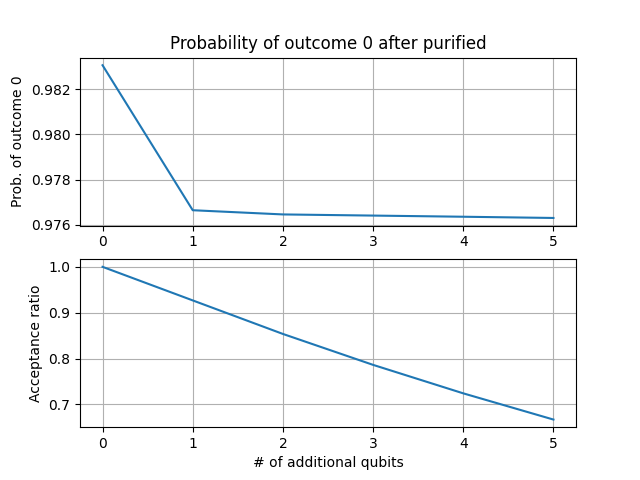 Probability of outcome 0 after purified
Prob. of outcome 0
0.982
0.980
0.978
0.976
0 1 2 3 4 5
Acceptance ratio
1.0
0.9
0.8
0.7
0 1 2 3 4 5
# of additional qubits